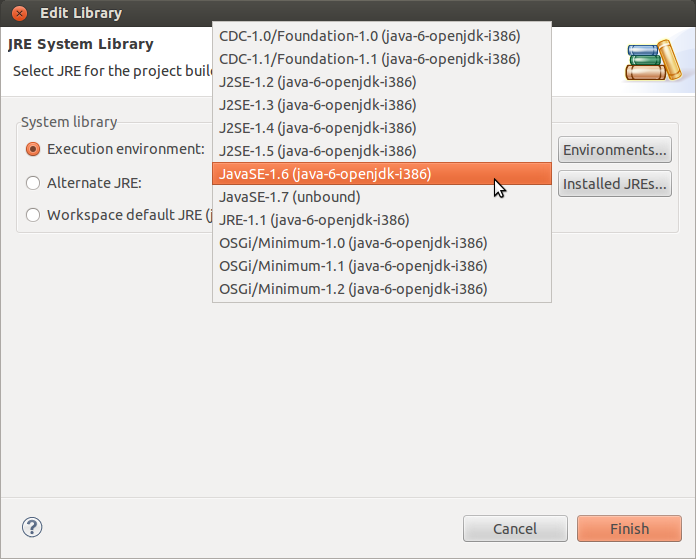 Edit Library
JRE System Library
Select JRE for the project buil
System library
Execution environment:
CDC-1.0/Foundation-1.0 (java-6-openjdk-i386)
CDC-1.1/Foundation-1.1 (java-6-openjdk-i386)
J2SE-1.2 (java-6-openjdk-i386)
J2SE-1.3 (java-6-openjdk-i386)
J2SE-1.4 (java-6-openjdk-i386)
J2SE-1.5 (java-6-openjdk-i386)
JavaSE-1.6 (java-6-openjdk-i386)
JavaSE-1.7 (unbound)
JRE-1.1 (java-6-openjdk-i386)
OSGi/Minimum-1.0 (java-6-openjdk-i386)
OSGi/Minimum-1.1 (java-6-openjdk-i386)
OSGi/Minimum-1.2 (java-6-openjdk-i386)
Environments...
Alternate JRE:
Installed JREs...
Workspace default JRE (j
?
Cancel
Finish